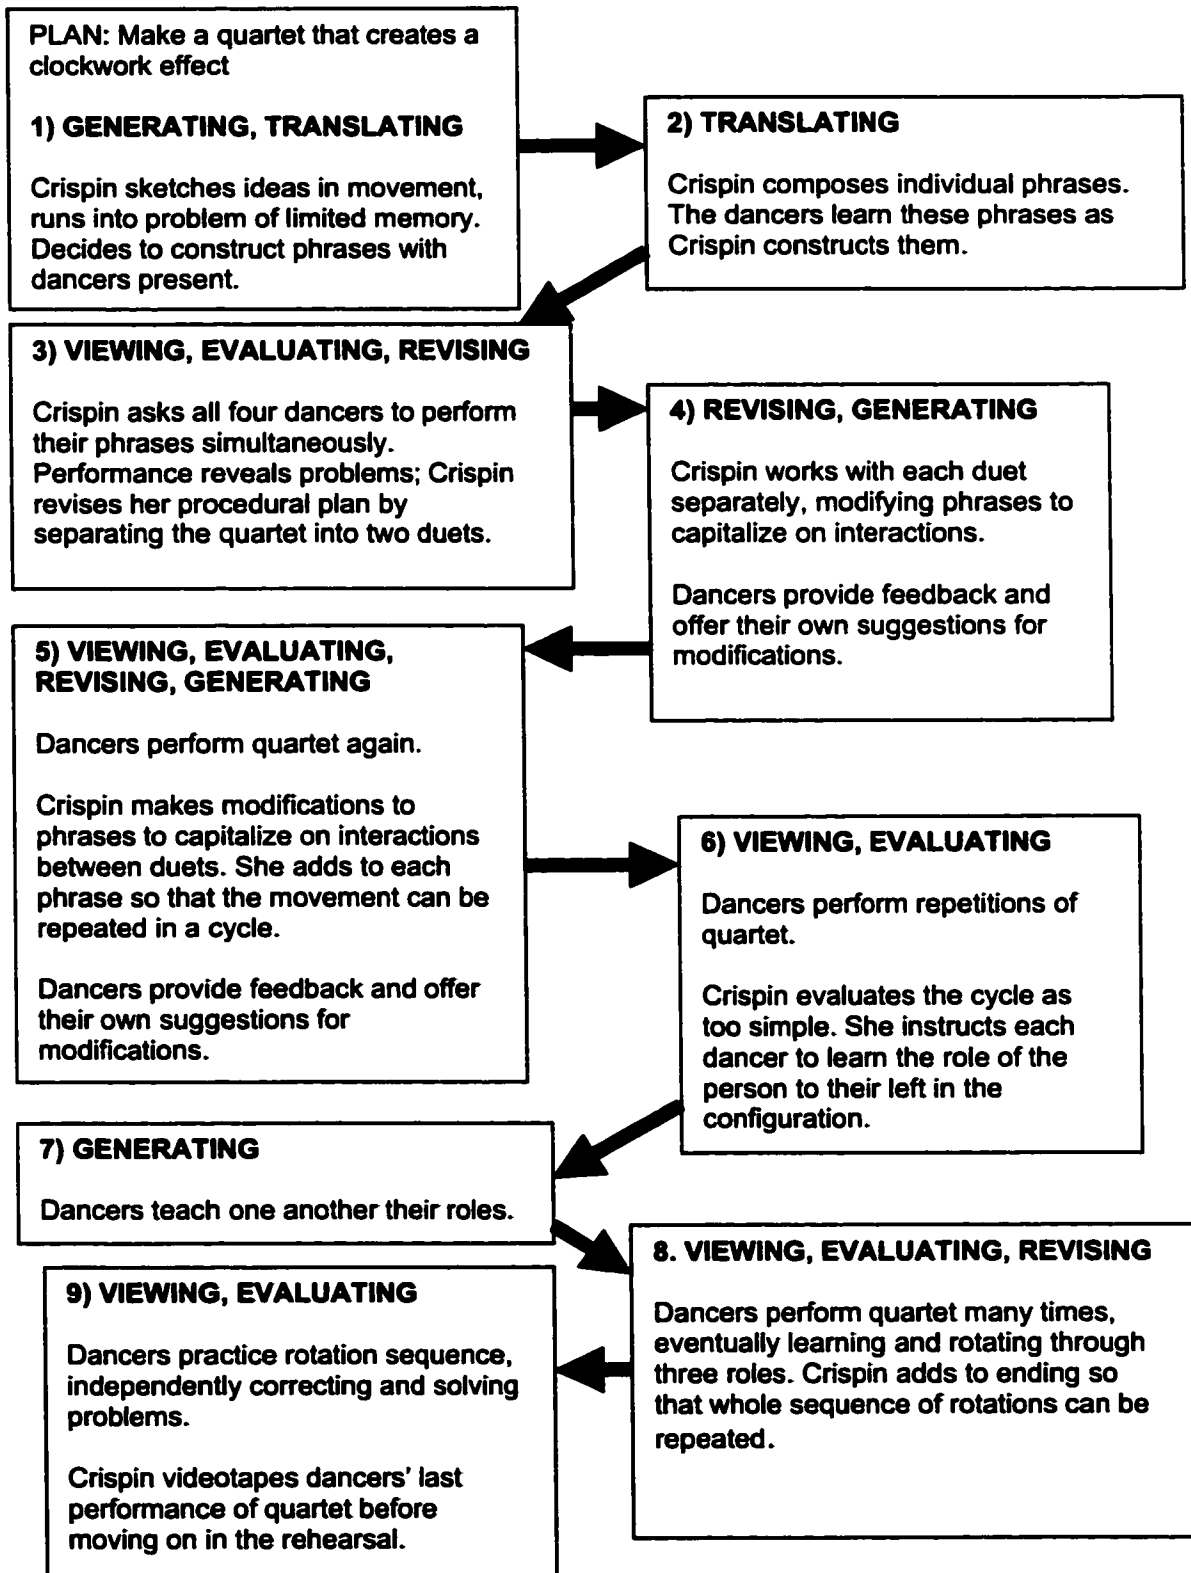 PLAN: Make a quartet that creates a
clockwork effect
1) GENERATING, TRANSLATING
Crispin sketches ideas in movement,
runs into problem of limited memory.
Decides to construct phrases with
dancers present.
2) TRANSLATING
Crispin composes individual phrases.
The dancers learn these phrases as
Crispin constructs them.
3) VIEWING, EVALUATING, REVISING
Crispin asks all four dancers to perform
their phrases simultaneously.
Performance reveals problems; Crispin
revises her procedural plan by
separating the quartet into two duets.
4) REVISING, GENERATING
Crispin works with each duet
separately, modifying phrases to
capitalize on interactions.
Dancers provide feedback and
offer their own suggestions for
modifications.
5) VIEWING, EVALUATING,
REVISING, GENERATING
Dancers perform quartet again.
Crispin makes modifications to
phrases to capitalize on interactions
between duets. She adds to each
phrase so that the movement can be
repeated in a cycle.
Dancers provide feedback and offer
their own suggestions for
modifications.
6) VIEWING, EVALUATING
Dancers perform repetitions of
quartet.
Crispin evaluates the cycle as
too simple. She instructs each
dancer to learn the role of the
person to their left in the
configuration.
7) GENERATING
Dancers teach one another their roles.
8. VIEWING, EVALUATING, REVISING
Dancers perform quartet many times,
eventually learning and rotating through
three roles. Crispin adds to ending so
that whole sequence of rotations can be
repeated.
9) VIEWING, EVALUATING
Dancers practice rotation sequence,
independently correcting and solving
problems.
Crispin videotapes dancers' last
performance of quartet before
moving on in the rehearsal.